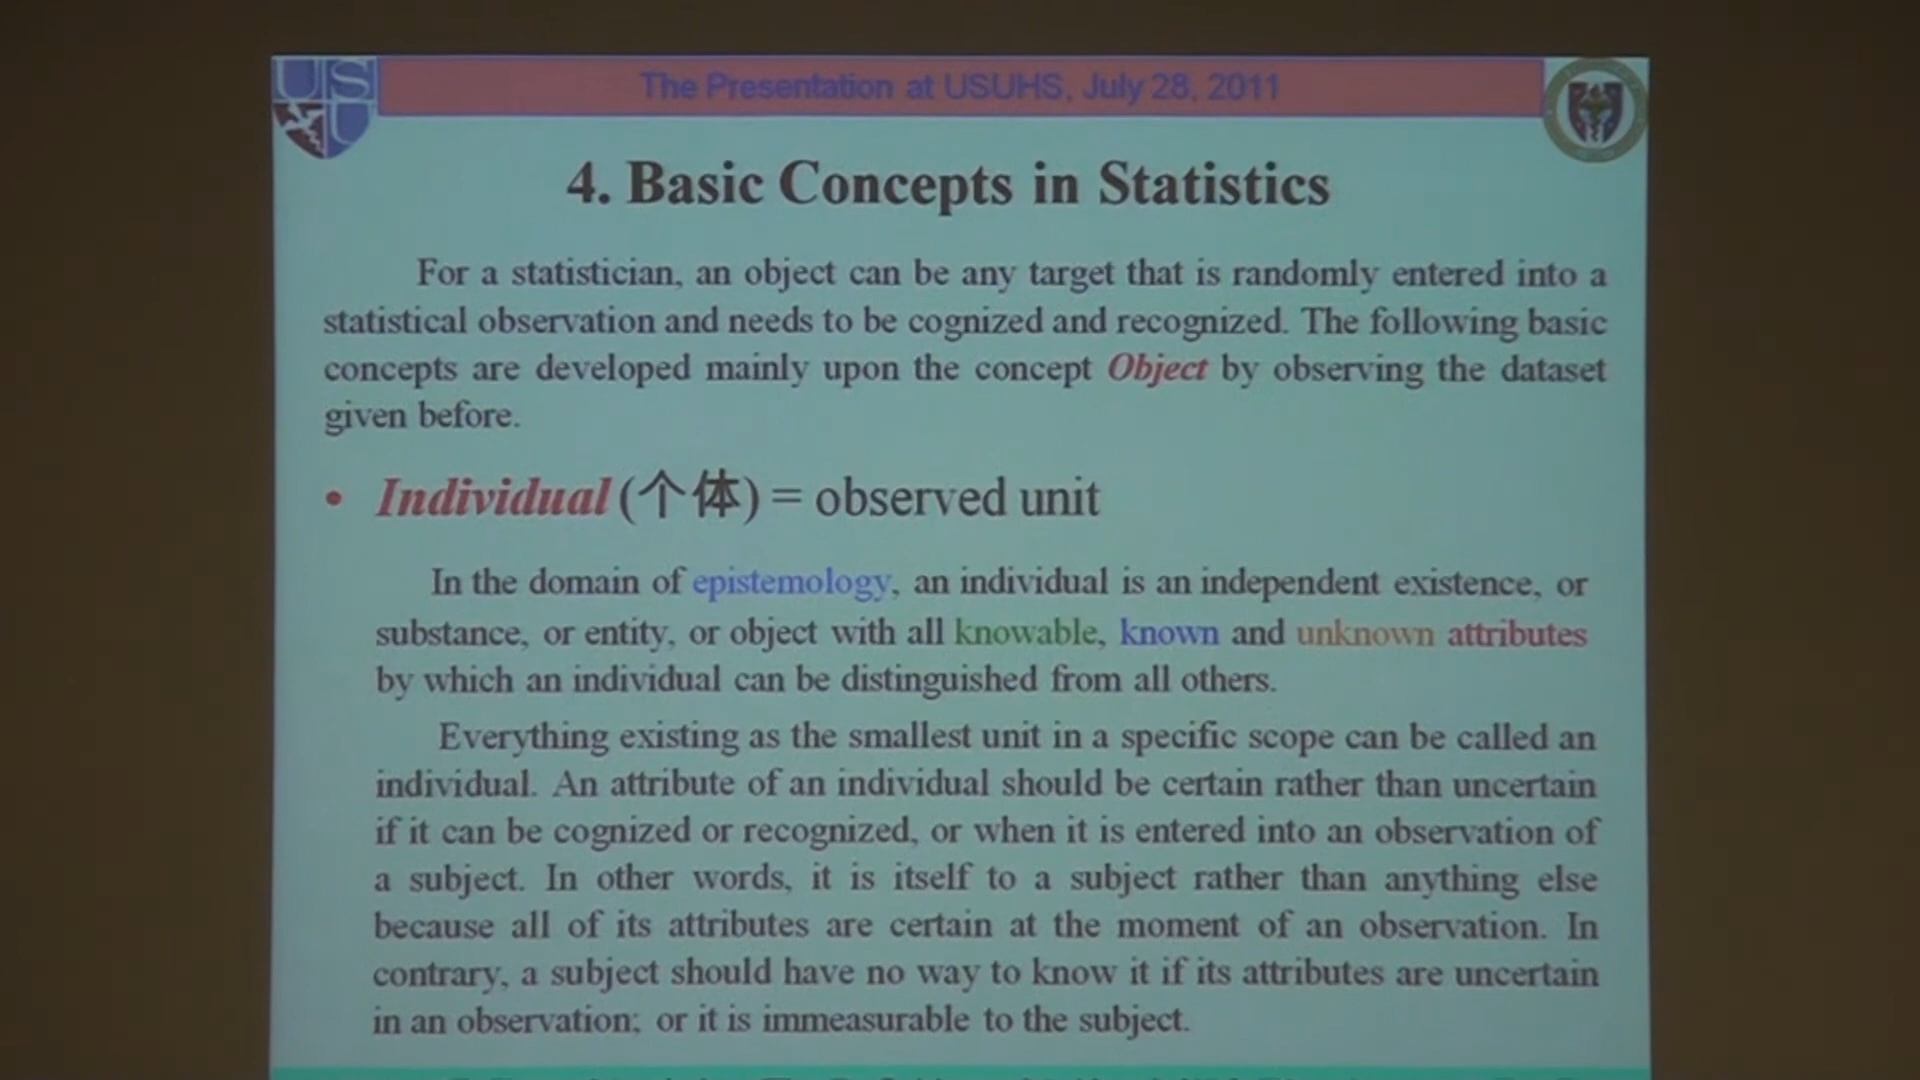 USU
The Presentation at USUHS, July 28, 2011
4. Basic Concepts in Statistics
For a statistician, an object can be any target that is randomly entered into a
statistical observation and needs to be cognized and recognized. The following basic
concepts are developed mainly upon the concept Object by observing the dataset
given before.
• Individual (个体) = observed unit
In the domain of epistemology, an individual is an independent existence, or
substance, or entity, or object with all knowable, known and unknown attributes
by which an individual can be distinguished from all others.
Everything existing as the smallest unit in a specific scope can be called an
individual. An attribute of an individual should be certain rather than uncertain
if it can be cognized or recognized, or when it is entered into an observation of
a subject. In other words, it is itself to a subject rather than anything else
because all of its attributes are certain at the moment of an observation. In
contrary, a subject should have no way to know it if its attributes are uncertain
in an observation; or it is immeasurable to the subject.